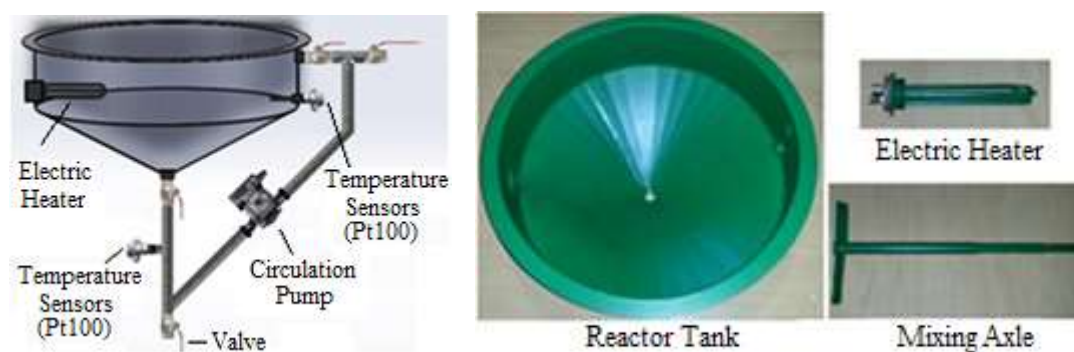 Electric
Heater
Temperature
Sensors
(Pt100)
Temperature
Sensors
(Pt100)
Circulation
Pump
Valve
Reactor Tank
Electric Heater
Mixing Axle